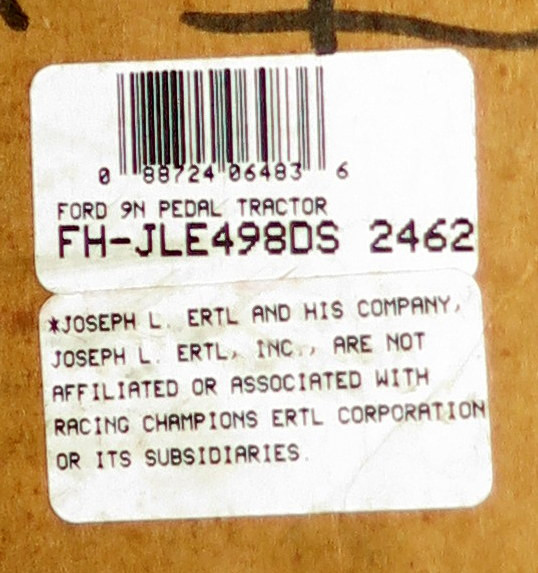 0 88724 06483 6
FORD 9N PEDAL TRACTOR
FH-JLE498DS 2462
*JOSEPH L. ERTL AND HIS COMPANY,
JOSEPH L. ERTL, INC., ARE NOT
AFFILIATED OR ASSOCIATED WITH
RACING CHAMPIONS ERTL CORPORATION
OR ITS SUBSIDIARIES.